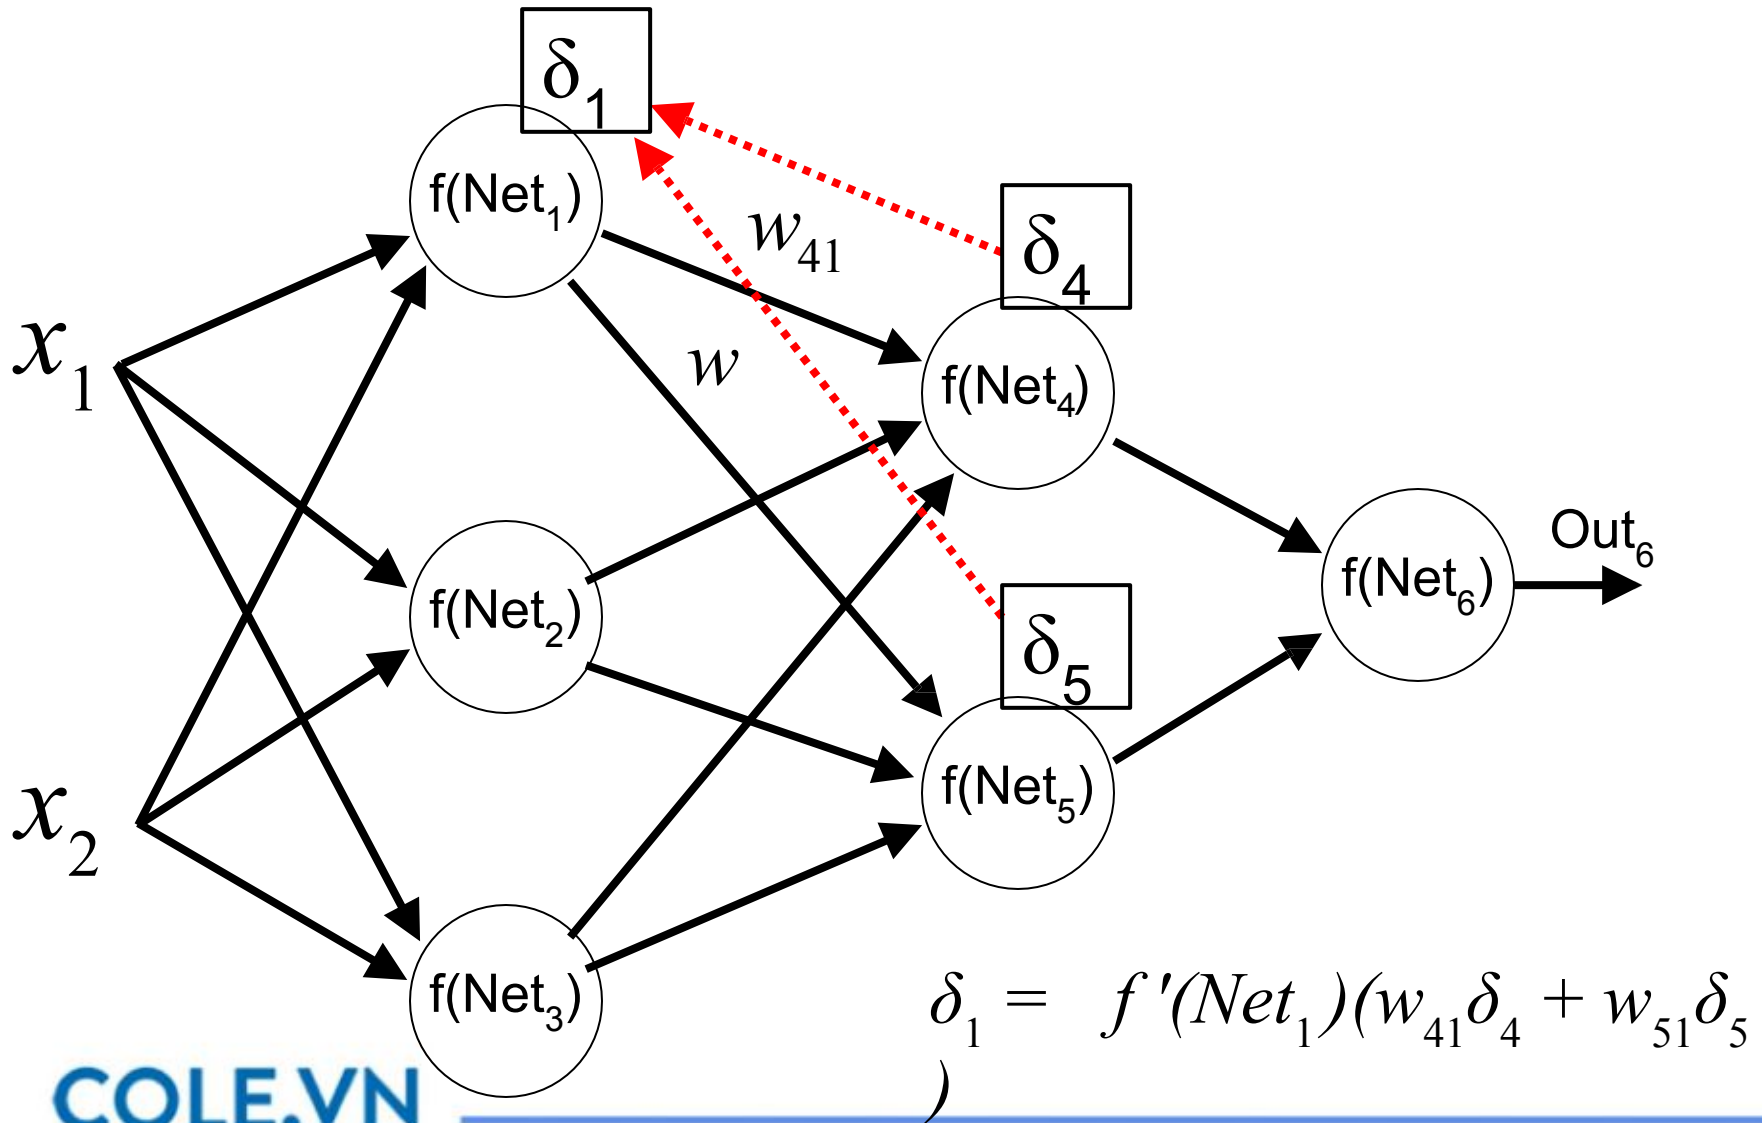 δ₁
f(Net₁)
w₄₁
δ₄
x₁
w
f(Net₄)
Out₆
f(Net₂)
δ₅
f(Net₆)
x₂
f(Net₅)
f(Net₃)
δ₁ = f '(Net₁)(w₄₁δ₄ + w₅₁δ₅
)
COLE.VN